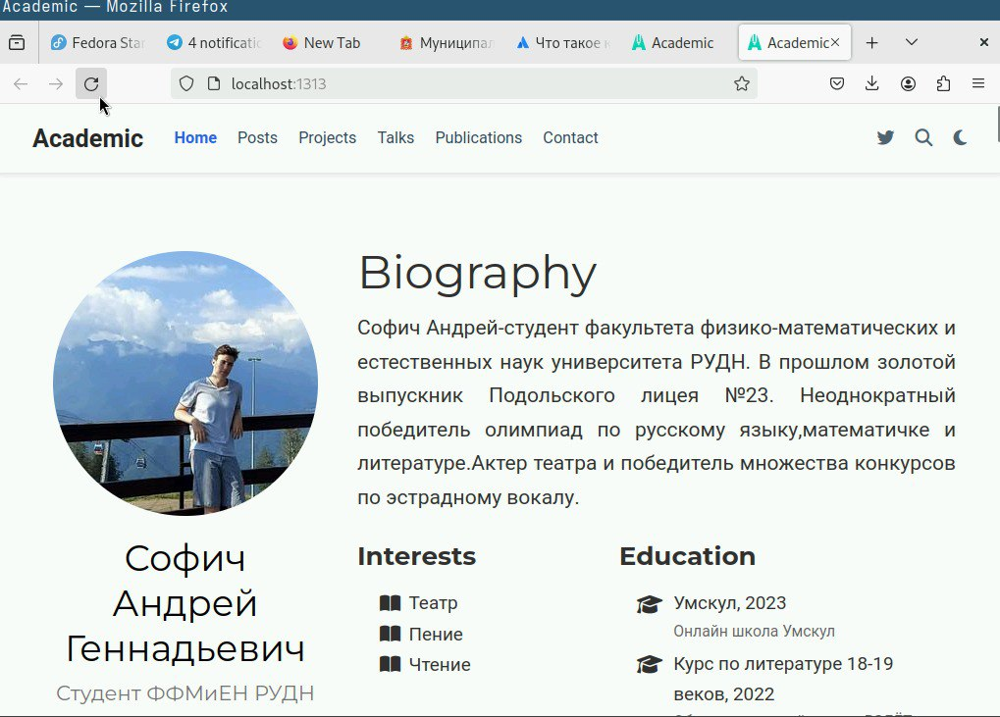 Academic — Mozilla Firefox
Fedora Star
4 notificatio
New Tab
Муниципал
Что такое к
Academic
Academic
localhost:1313
Academic
Home Posts Projects Talks Publications Contact
Biography
Софич Андрей-студент факультета физико-математических и
естественных наук университета РУДН. В прошлом золотой
выпускник Подольского лицея №23. Неоднократный
победитель олимпиад по русскому языку,математичке и
литературе.Актер театра и победитель множества конкурсов
по эстрадному вокалу.
Софич
Андрей
Геннадьевич
Студент ФФМиЕН РУДН
Interests
Театр
Пение
Чтение
Education
Умскул, 2023
Онлайн школа Умскул
Курс по литературе 18-19
веков, 2022